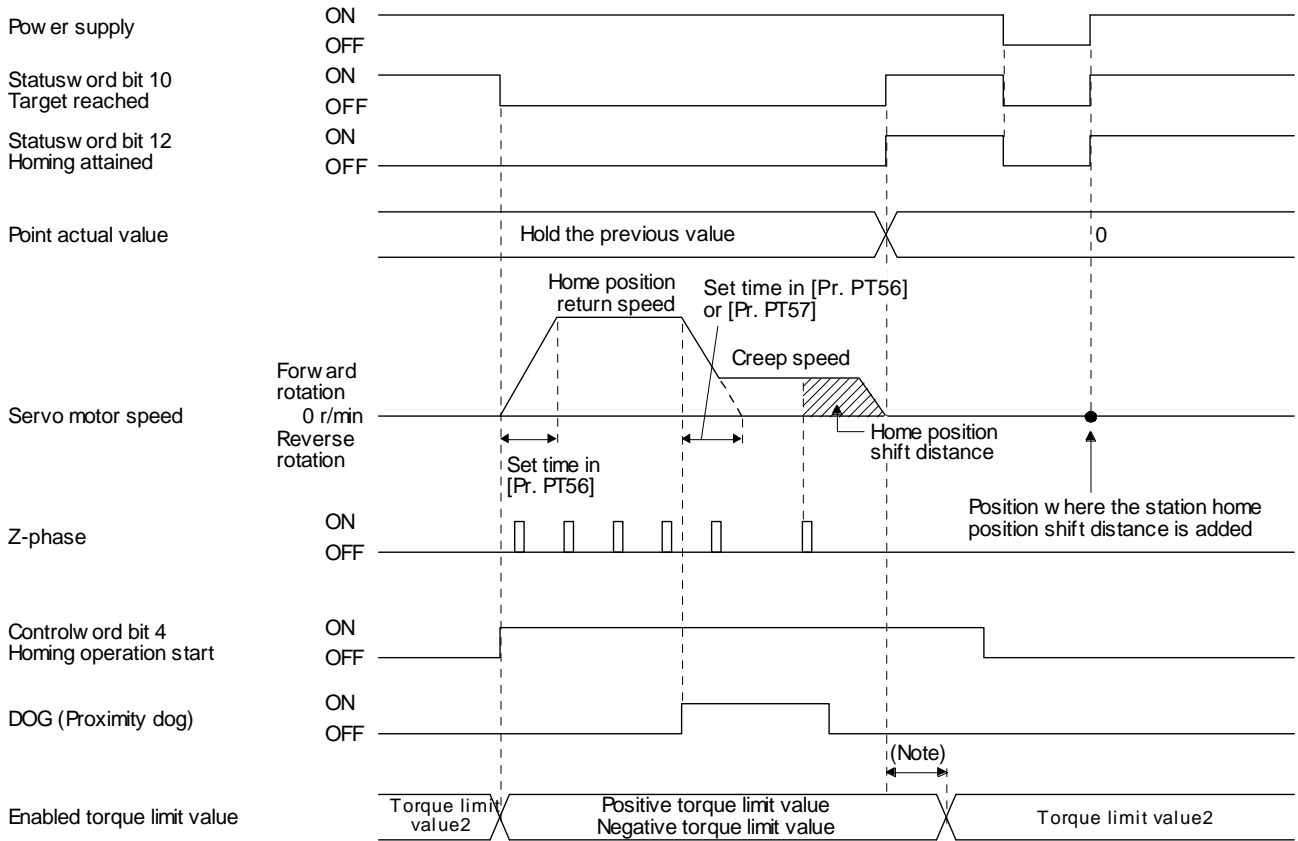 Power supply
ON
OFF
Statusword bit 10
Target reached
ON
OFF
Statusword bit 12
Homing attained
ON
OFF
Point actual value
Hold the previous value
0
Home position
return speed
Set time in [Pr. PT56]
or [Pr. PT57]
Creep speed
Forward
rotation
Servo motor speed
0 r/min
Reverse
rotation
Set time in
[Pr. PT56]
Home position
shift distance
Position where the station home
position shift distance is added
Z-phase
ON
OFF
Controlword bit 4
Homing operation start
ON
OFF
DOG (Proximity dog)
ON
OFF
(Note)
Enabled torque limit value
Torque limit
value2
Positive torque limit value
Negative torque limit value
Torque limit value2